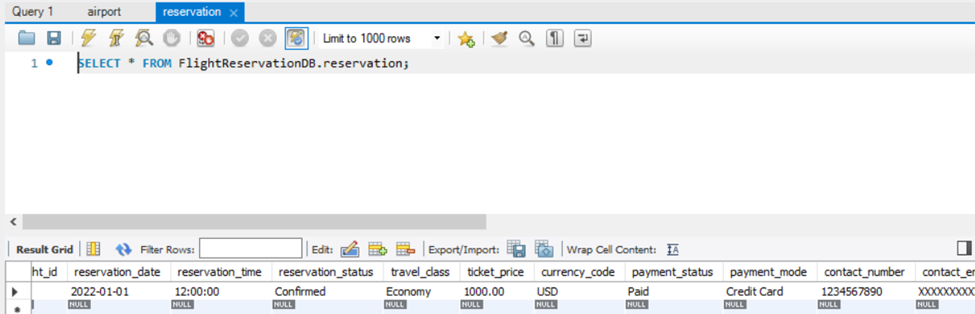 Query 1 airport reservation ×
Limit to 1000 rows
1 SELECT * FROM FlightReservationDB.reservation;
Result Grid Filter Rows: Edit: Export/Import: Wrap Cell Content:
ht_id reservation_date reservation_time reservation_status travel_class ticket_price currency_code payment_status payment_mode contact_number contact_er
2022-01-01 12:00:00 Confirmed Economy 1000.00 USD Paid Credit Card 1234567890 XXXXXXXXX
NULL NULL NULL NULL NULL NULL NULL NULL NULL NULL